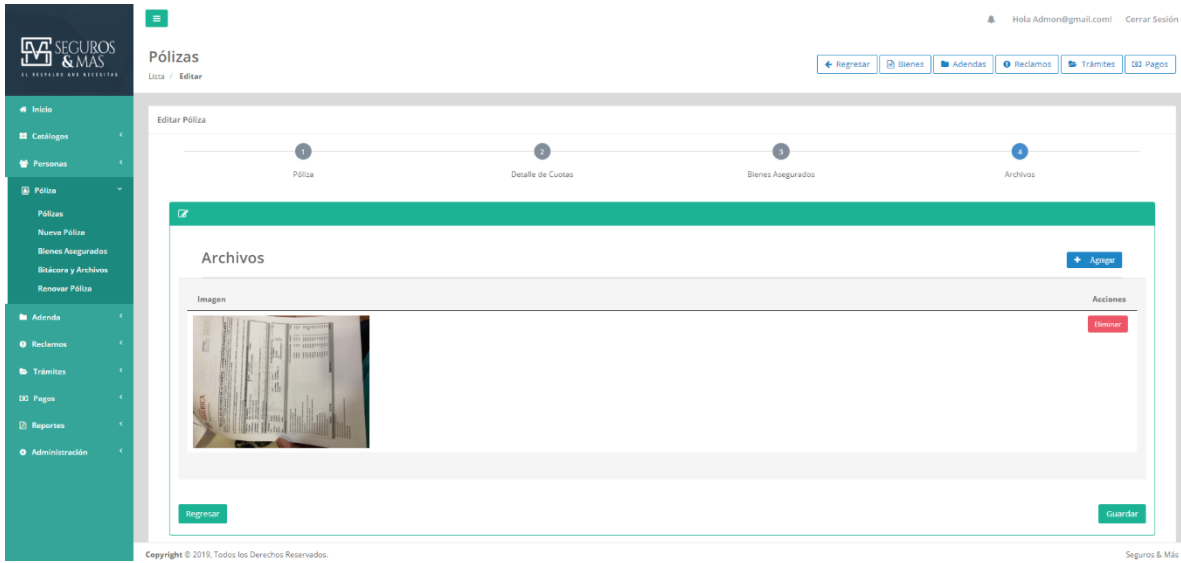 Hola Admon@gmail.com! Cerrar Sesión
SEGUROS
& MAS
EL RESPALDO QUE NECESITAS
Pólizas
Lista / Editar
Regresar Bienes Adendas Reclamos Trámites Pagos
Inicio
Catálogos
Personas
Póliza
Pólizas
Nueva Póliza
Bienes Asegurados
Bitácora y Archivos
Renovar Póliza
Adenda
Reclamos
Trámites
Pagos
Reportes
Administración
Editar Póliza
1 2 3 4
Póliza Detalle de Cuotas Bienes Asegurados Archivos
Archivos
Agregar
Imagen Acciones
Eliminar
Regresar Guardar
Copyright © 2019, Todos los Derechos Reservados. Seguros & Más